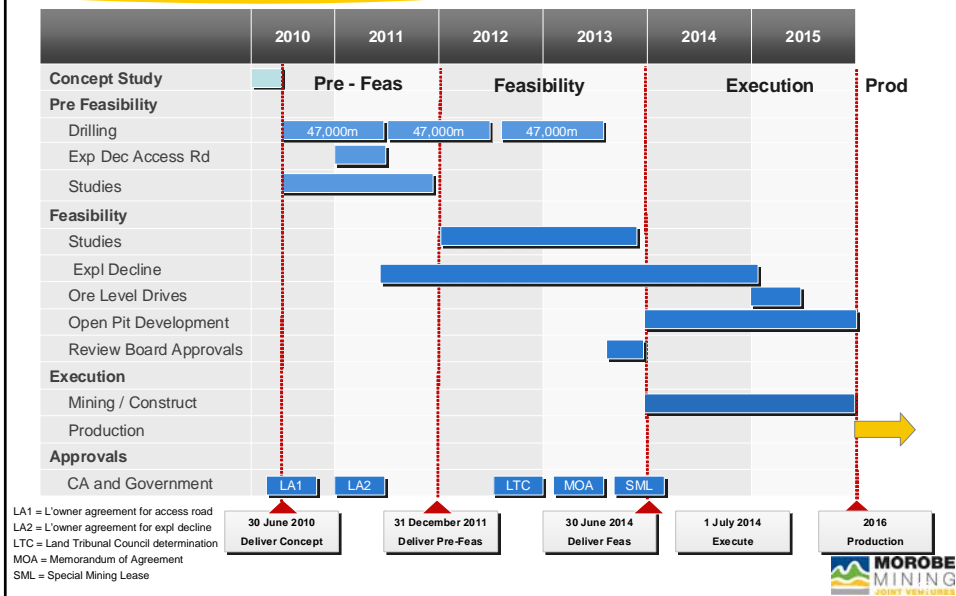 2010 2011 2012 2013 2014 2015
Concept Study
Pre - Feas Feasibility Execution Prod
Pre Feasibility
Drilling 47,000m 47,000m 47,000m
Exp Dec Access Rd
Studies
Feasibility
Studies
Expl Decline
Ore Level Drives
Open Pit Development
Review Board Approvals
Execution
Mining / Construct
Production
Approvals
CA and Government LA1 LA2 LTC MOA SML
LA1 = L'owner agreement for access road
LA2 = L'owner agreement for expl decline
LTC = Land Tribunal Council determination
MOA = Memorandum of Agreement
SML = Special Mining Lease
30 June 2010
Deliver Concept
31 December 2011
Deliver Pre-Feas
30 June 2014
Deliver Feas
1 July 2014
Execute
2016
Production
MOROBE
MINING
JOINT VENTURES